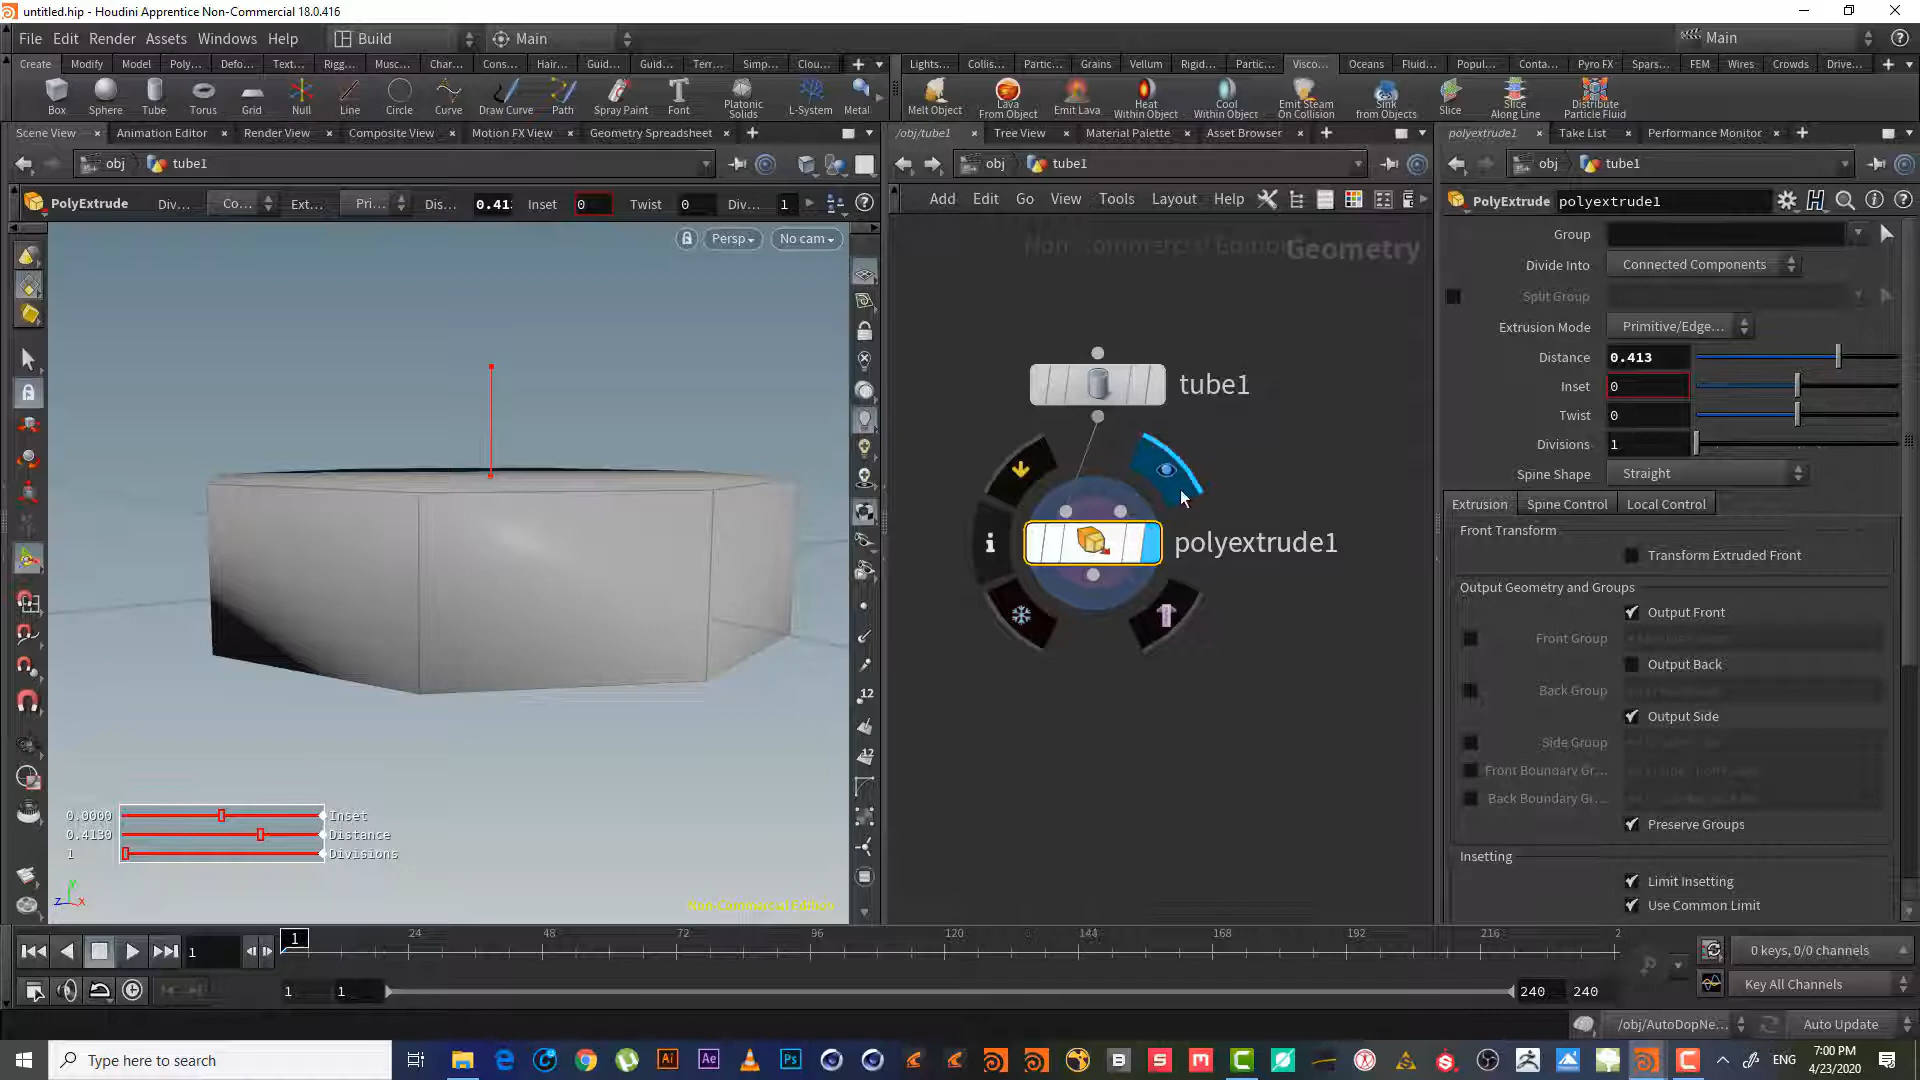 untitled.hip - Houdini Apprentice Non-Commercial 18.0.416
File Edit Render Assets Windows Help Build Main Main
Create Modify Model Poly... Defo... Text... Rigg... Musc... Char... Cons... Hair... Guid... Guid... Terr... Simp... Clou...
Lights... Collis... Partic... Grains Vellum Rigid... Partic... Visco... Oceans Fluid... Popul... Conta... Pyro FX Spars... FEM Wires Crowds Drive...
Box Sphere Tube Torus Grid Null Line Circle Curve Draw Curve Path Spray Paint Font Platonic Solids L-System Metal
Melt Object Lava From Object Emit Lava Heat Within Object Cool Within Object Emit Steam On Collision Sink from Objects Slice Slice Along Line Distribute Particle Fluid
Scene View Animation Editor Render View Composite View Motion FX View Geometry Spreadsheet
/obj/tube1 Tree View Material Palette Asset Browser
polyextrude1 Take List Performance Monitor
obj tube1
obj tube1
obj tube1
PolyExtrude Div... Co... Ext... Pri... Dis... 0.41 Inset 0 Twist 0 Div... 1
Add Edit Go View Tools Layout Help
PolyExtrude polyextrude1
Persp No cam
Non-Commercial Edition
Geometry
tube1
polyextrude1
Group
Divide Into Connected Components
Split Group
Extrusion Mode Primitive/Edge...
Distance 0.413
Inset 0
Twist 0
Divisions 1
Spine Shape Straight
Extrusion Spine Control Local Control
Front Transform
Transform Extruded Front
Output Geometry and Groups
Output Front
Front Group
Output Back
Back Group
Output Side
Side Group
Front Boundary Gr...
Back Boundary Gr...
Preserve Groups
Insetting
Limit Insetting
Use Common Limit
0.0000 Inset
0.4130 Distance
1 Divisions
Non-Commercial Edition
12
12
Y
Z X
1 1 24 48 72 96 120 144 168 192 216 2
0 keys, 0/0 channels
1 1 240 240 Key All Channels
/obj/AutoDopNe... Auto Update
Type here to search
ENG
7:00 PM
4/23/2020